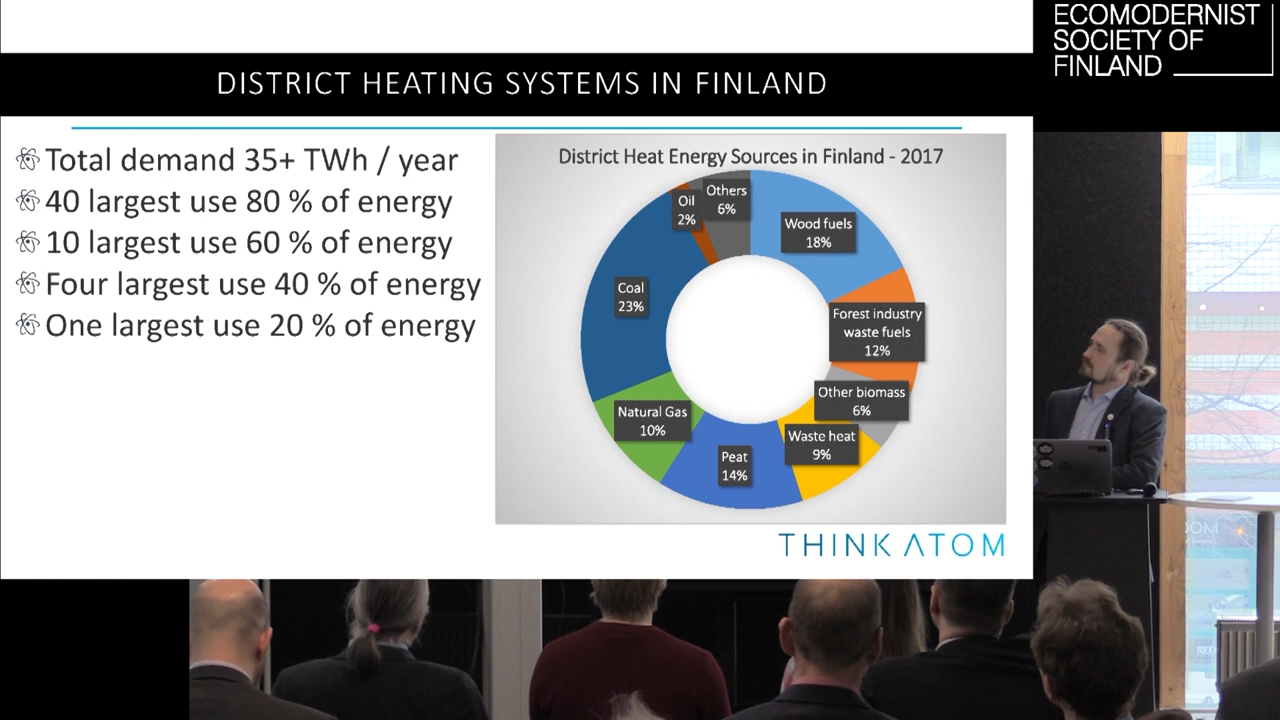 ECOMODERNIST
SOCIETY OF
FINLAND
DISTRICT HEATING SYSTEMS IN FINLAND
Total demand 35+ TWh / year
40 largest use 80 % of energy
10 largest use 60 % of energy
Four largest use 40 % of energy
One largest use 20 % of energy
District Heat Energy Sources in Finland - 2017
Others
6%
Oil
2%
Wood fuels
18%
Coal
23%
Forest industry
waste fuels
12%
Other biomass
6%
Natural Gas
10%
Waste heat
9%
Peat
14%
THINK ATOM